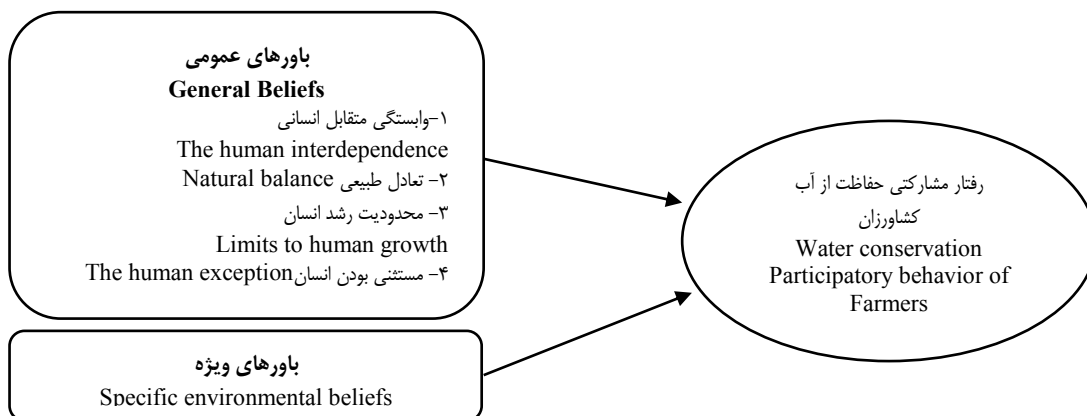 باورهای عمومی
General Beliefs
۱-وابستگی متقابل انسانی
The human interdependence
۲- تعادل طبیعی Natural balance
۳- محدودیت رشد انسان
Limits to human growth
۴- مستثنی بودن انسان The human exception
باورهای ویژه
Specific environmental beliefs
رفتار مشارکتی حفاظت از آب
کشاورزان
Water conservation
Participatory behavior of
Farmers